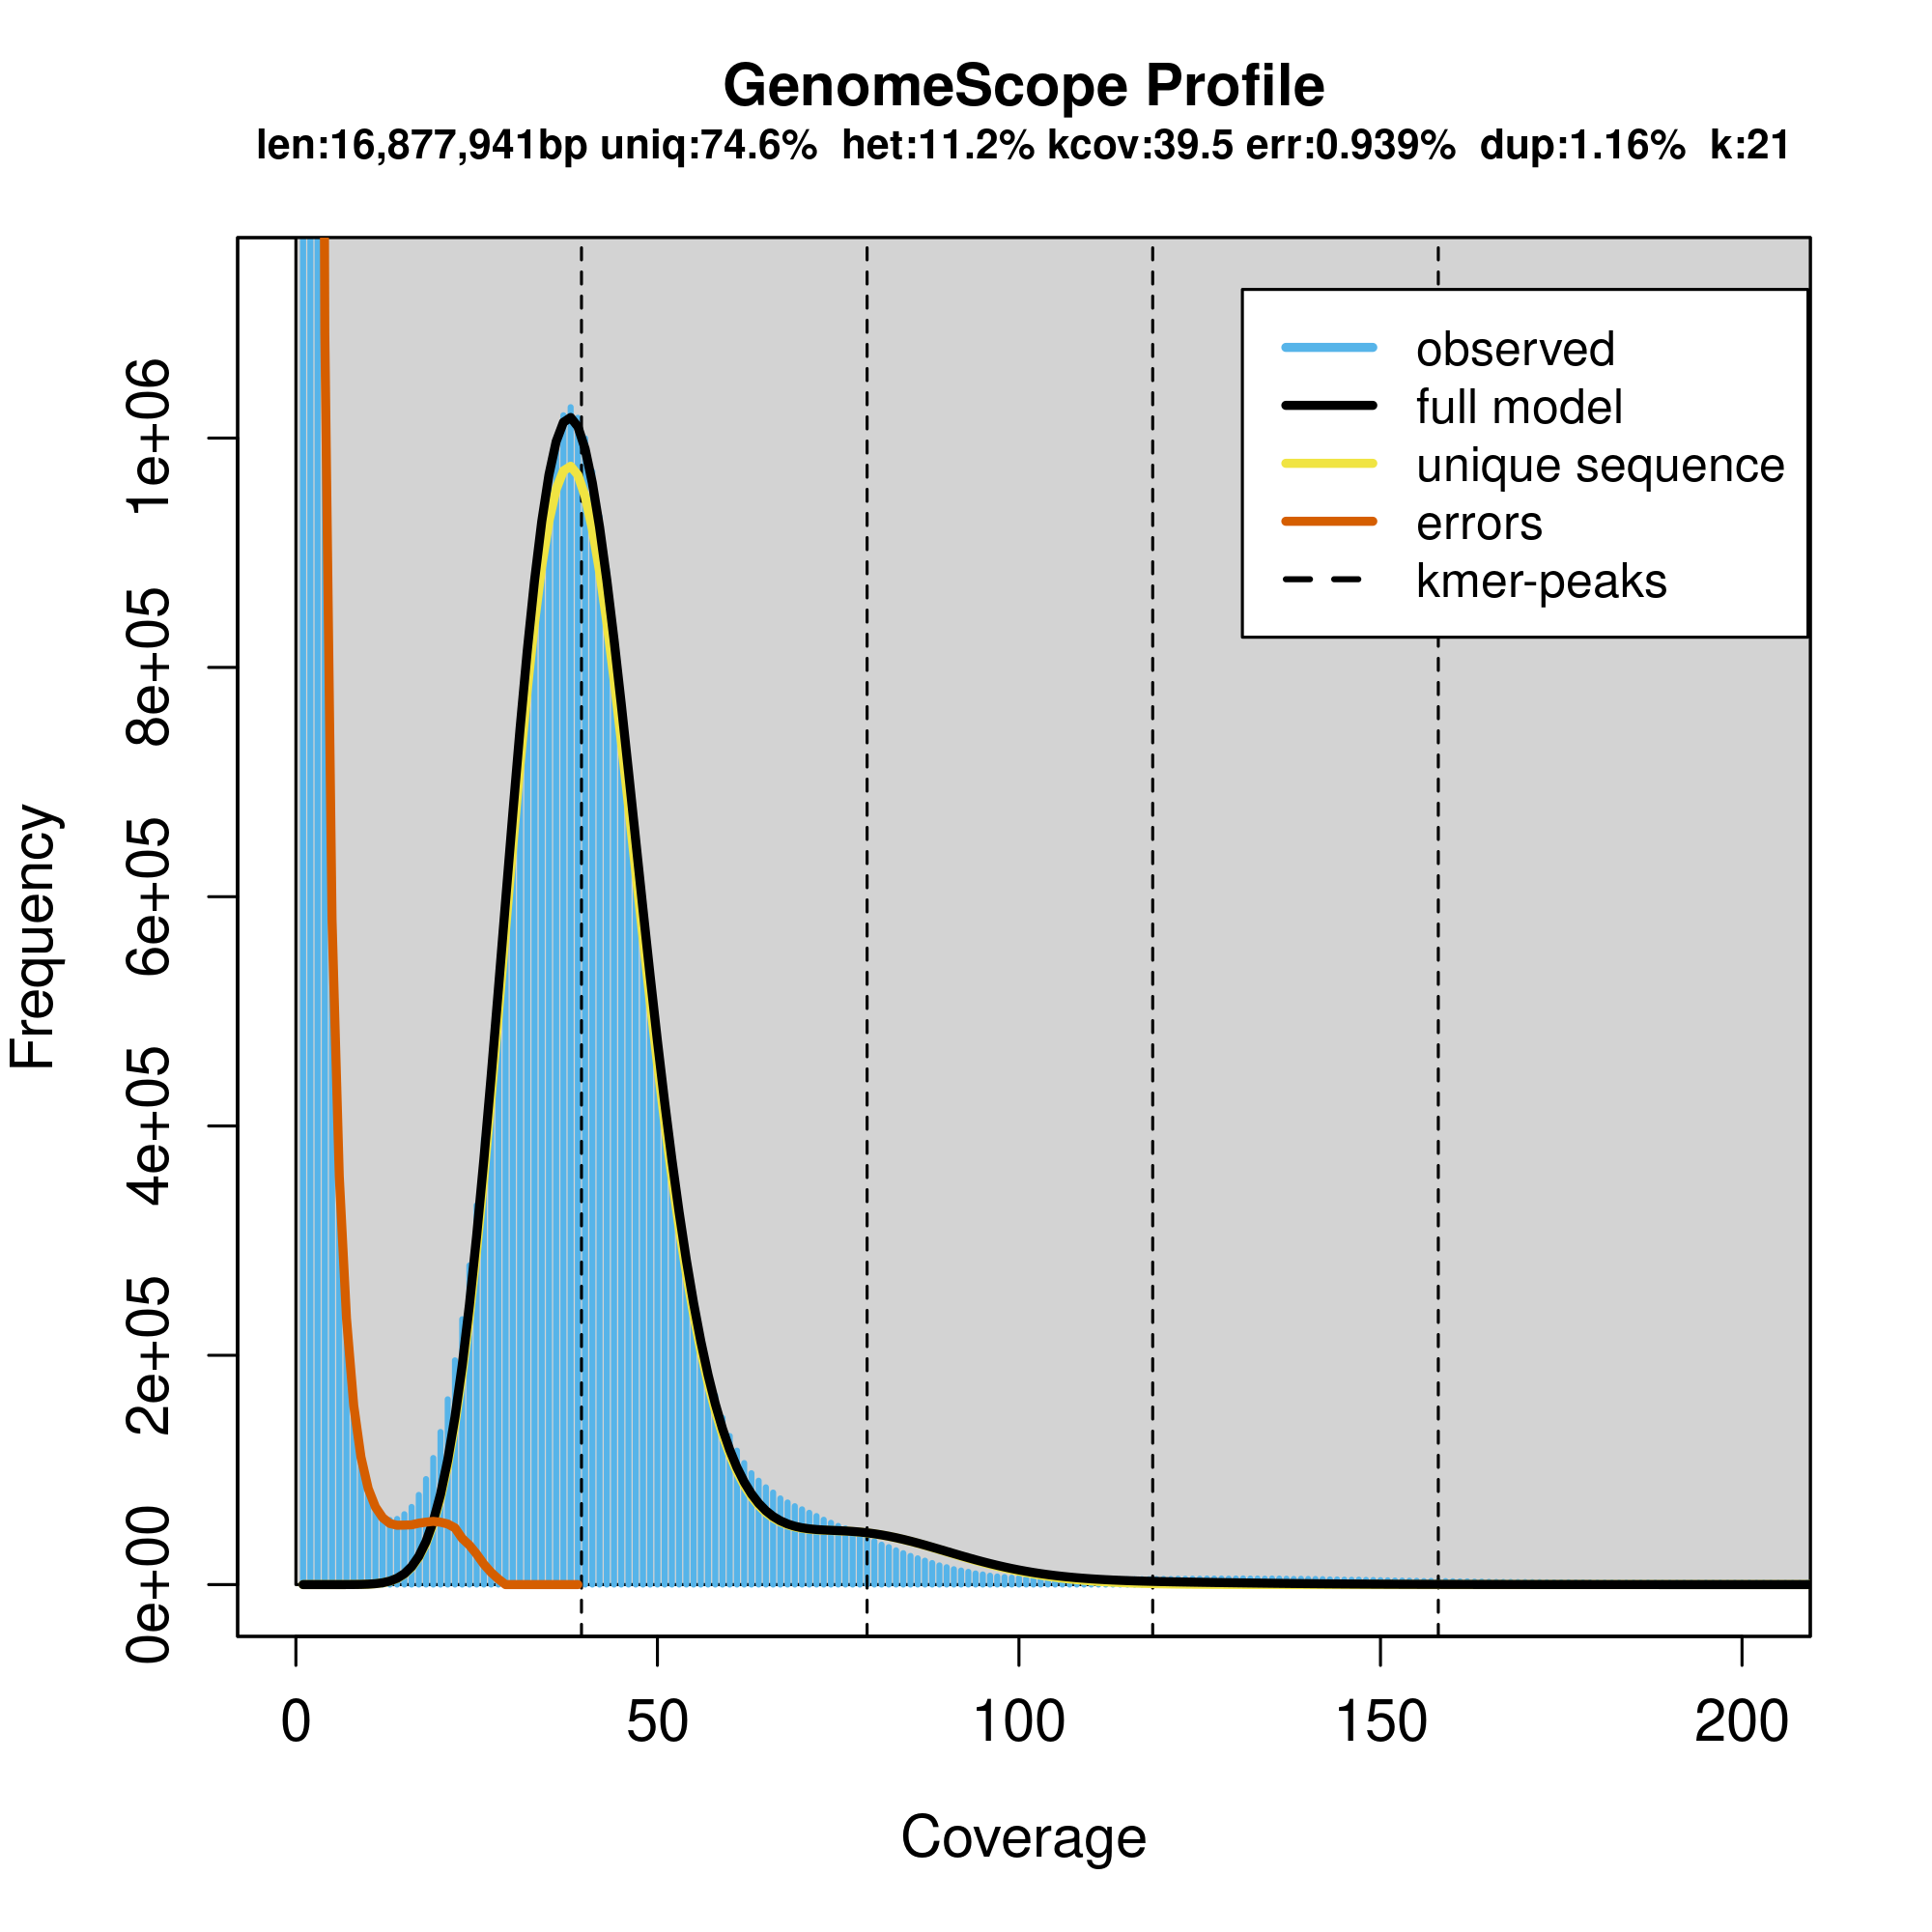 GenomeScope Profile
len:16,877,941bp uniq:74.6% het:11.2% kcov:39.5 err:0.939% dup:1.16% k:21
observed
full model
unique sequence
errors
kmer-peaks
Frequency
1e+06
8e+05
6e+05
4e+05
2e+05
0e+00
0 50 100 150 200
Coverage